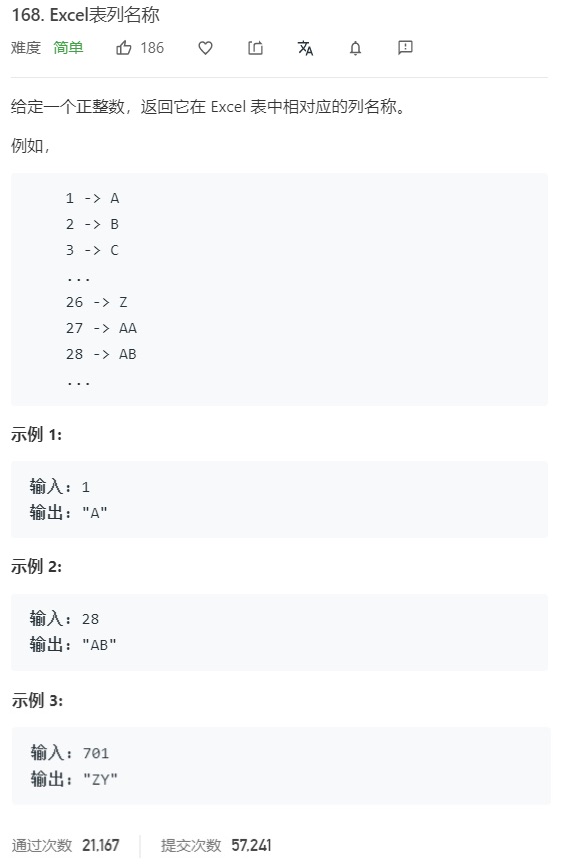 168. Excel表列名称
难度 简单 186
给定一个正整数，返回它在 Excel 表中相对应的列名称。
例如，
1 -> A
2 -> B
3 -> C
...
26 -> Z
27 -> AA
28 -> AB
...
示例 1:
输入: 1
输出: "A"
示例 2:
输入: 28
输出: "AB"
示例 3:
输入: 701
输出: "ZY"
通过次数 21,167 提交次数 57,241